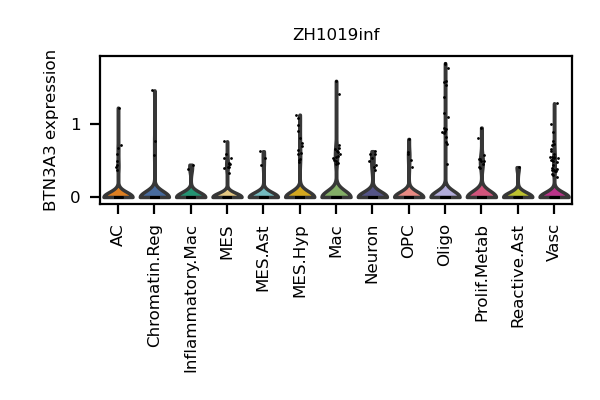 ZH1019inf
BTN3A3 expression
1
0
AC
Chromatin.Reg
Inflammatory.Mac
MES
MES.Ast
MES.Hyp
Mac
Neuron
OPC
Oligo
Prolif.Metab
Reactive.Ast
Vasc